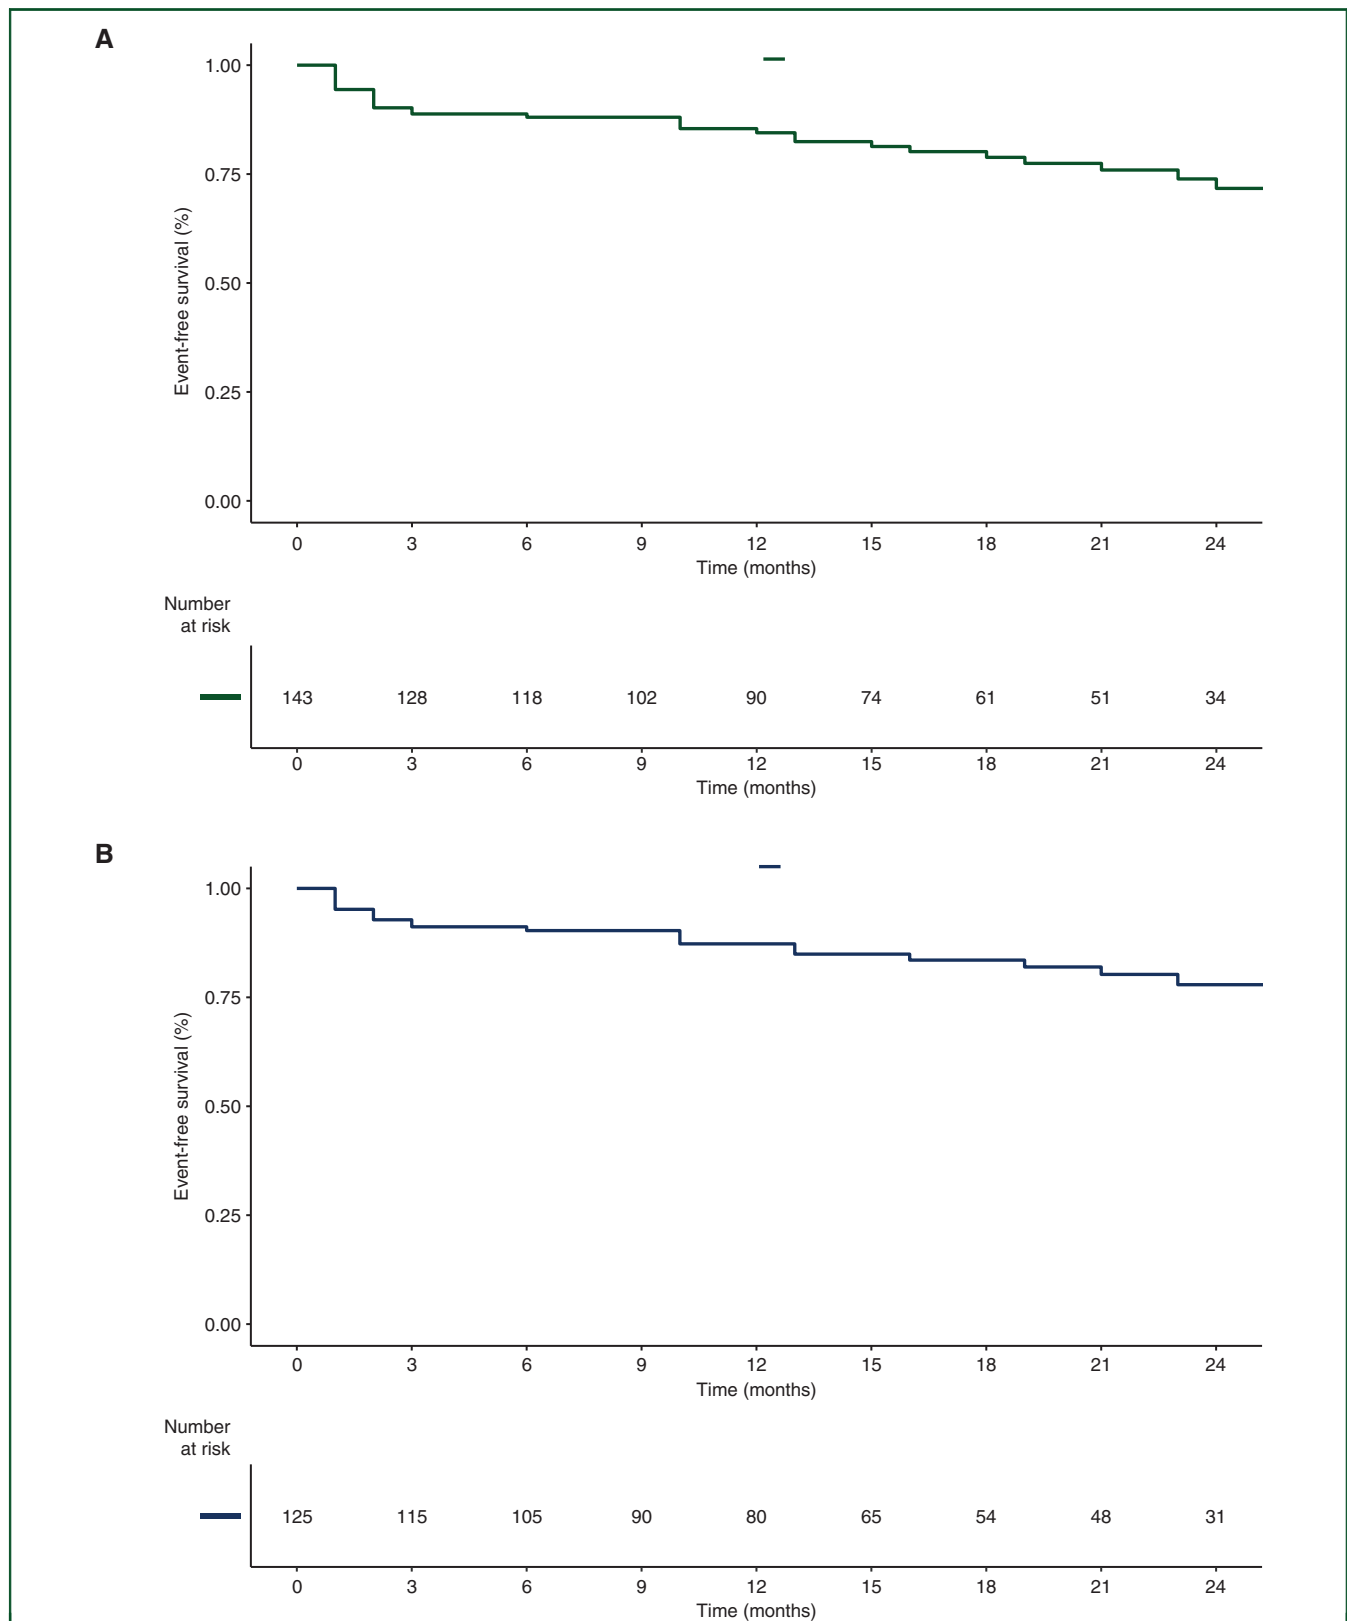 A
1.00
0.75
0.50
0.25
0.00
Event-free survival (%)
0 3 6 9 12 15 18 21 24
Time (months)
Number
at risk
143 128 118 102 90 74 61 51 34
0 3 6 9 12 15 18 21 24
Time (months)
B
1.00
0.75
0.50
0.25
0.00
Event-free survival (%)
0 3 6 9 12 15 18 21 24
Time (months)
Number
at risk
125 115 105 90 80 65 54 48 31
0 3 6 9 12 15 18 21 24
Time (months)